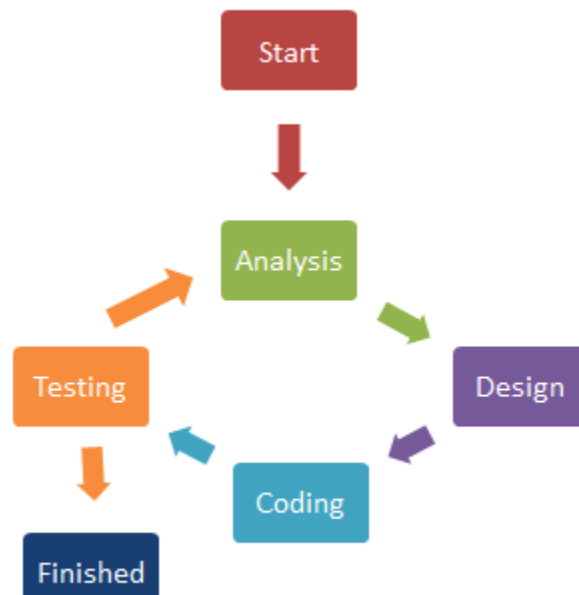 Start
Analysis
Testing
Design
Coding
Finished